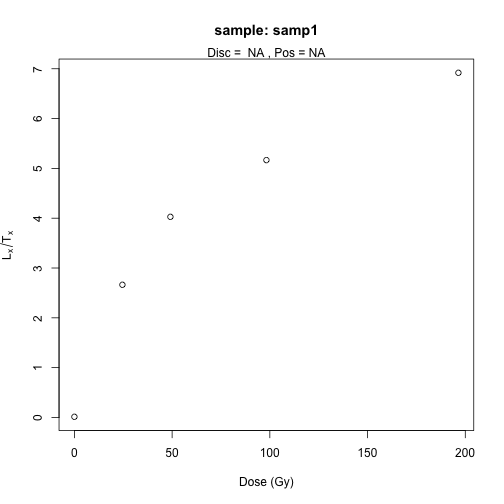 sample: samp1
Disc =  NA , Pos = NA
7
6
5
4
3
2
1
0
Lx/Tx
0 50 100 150 200
Dose (Gy)